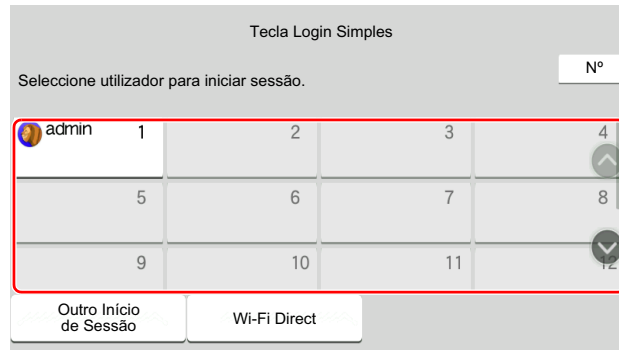 Tecla Login Simples
Nº
Seleccione utilizador para iniciar sessão.
admin 1 2 3 4
5 6 7 8
9 10 11 12
Outro Início
de Sessão
Wi-Fi Direct